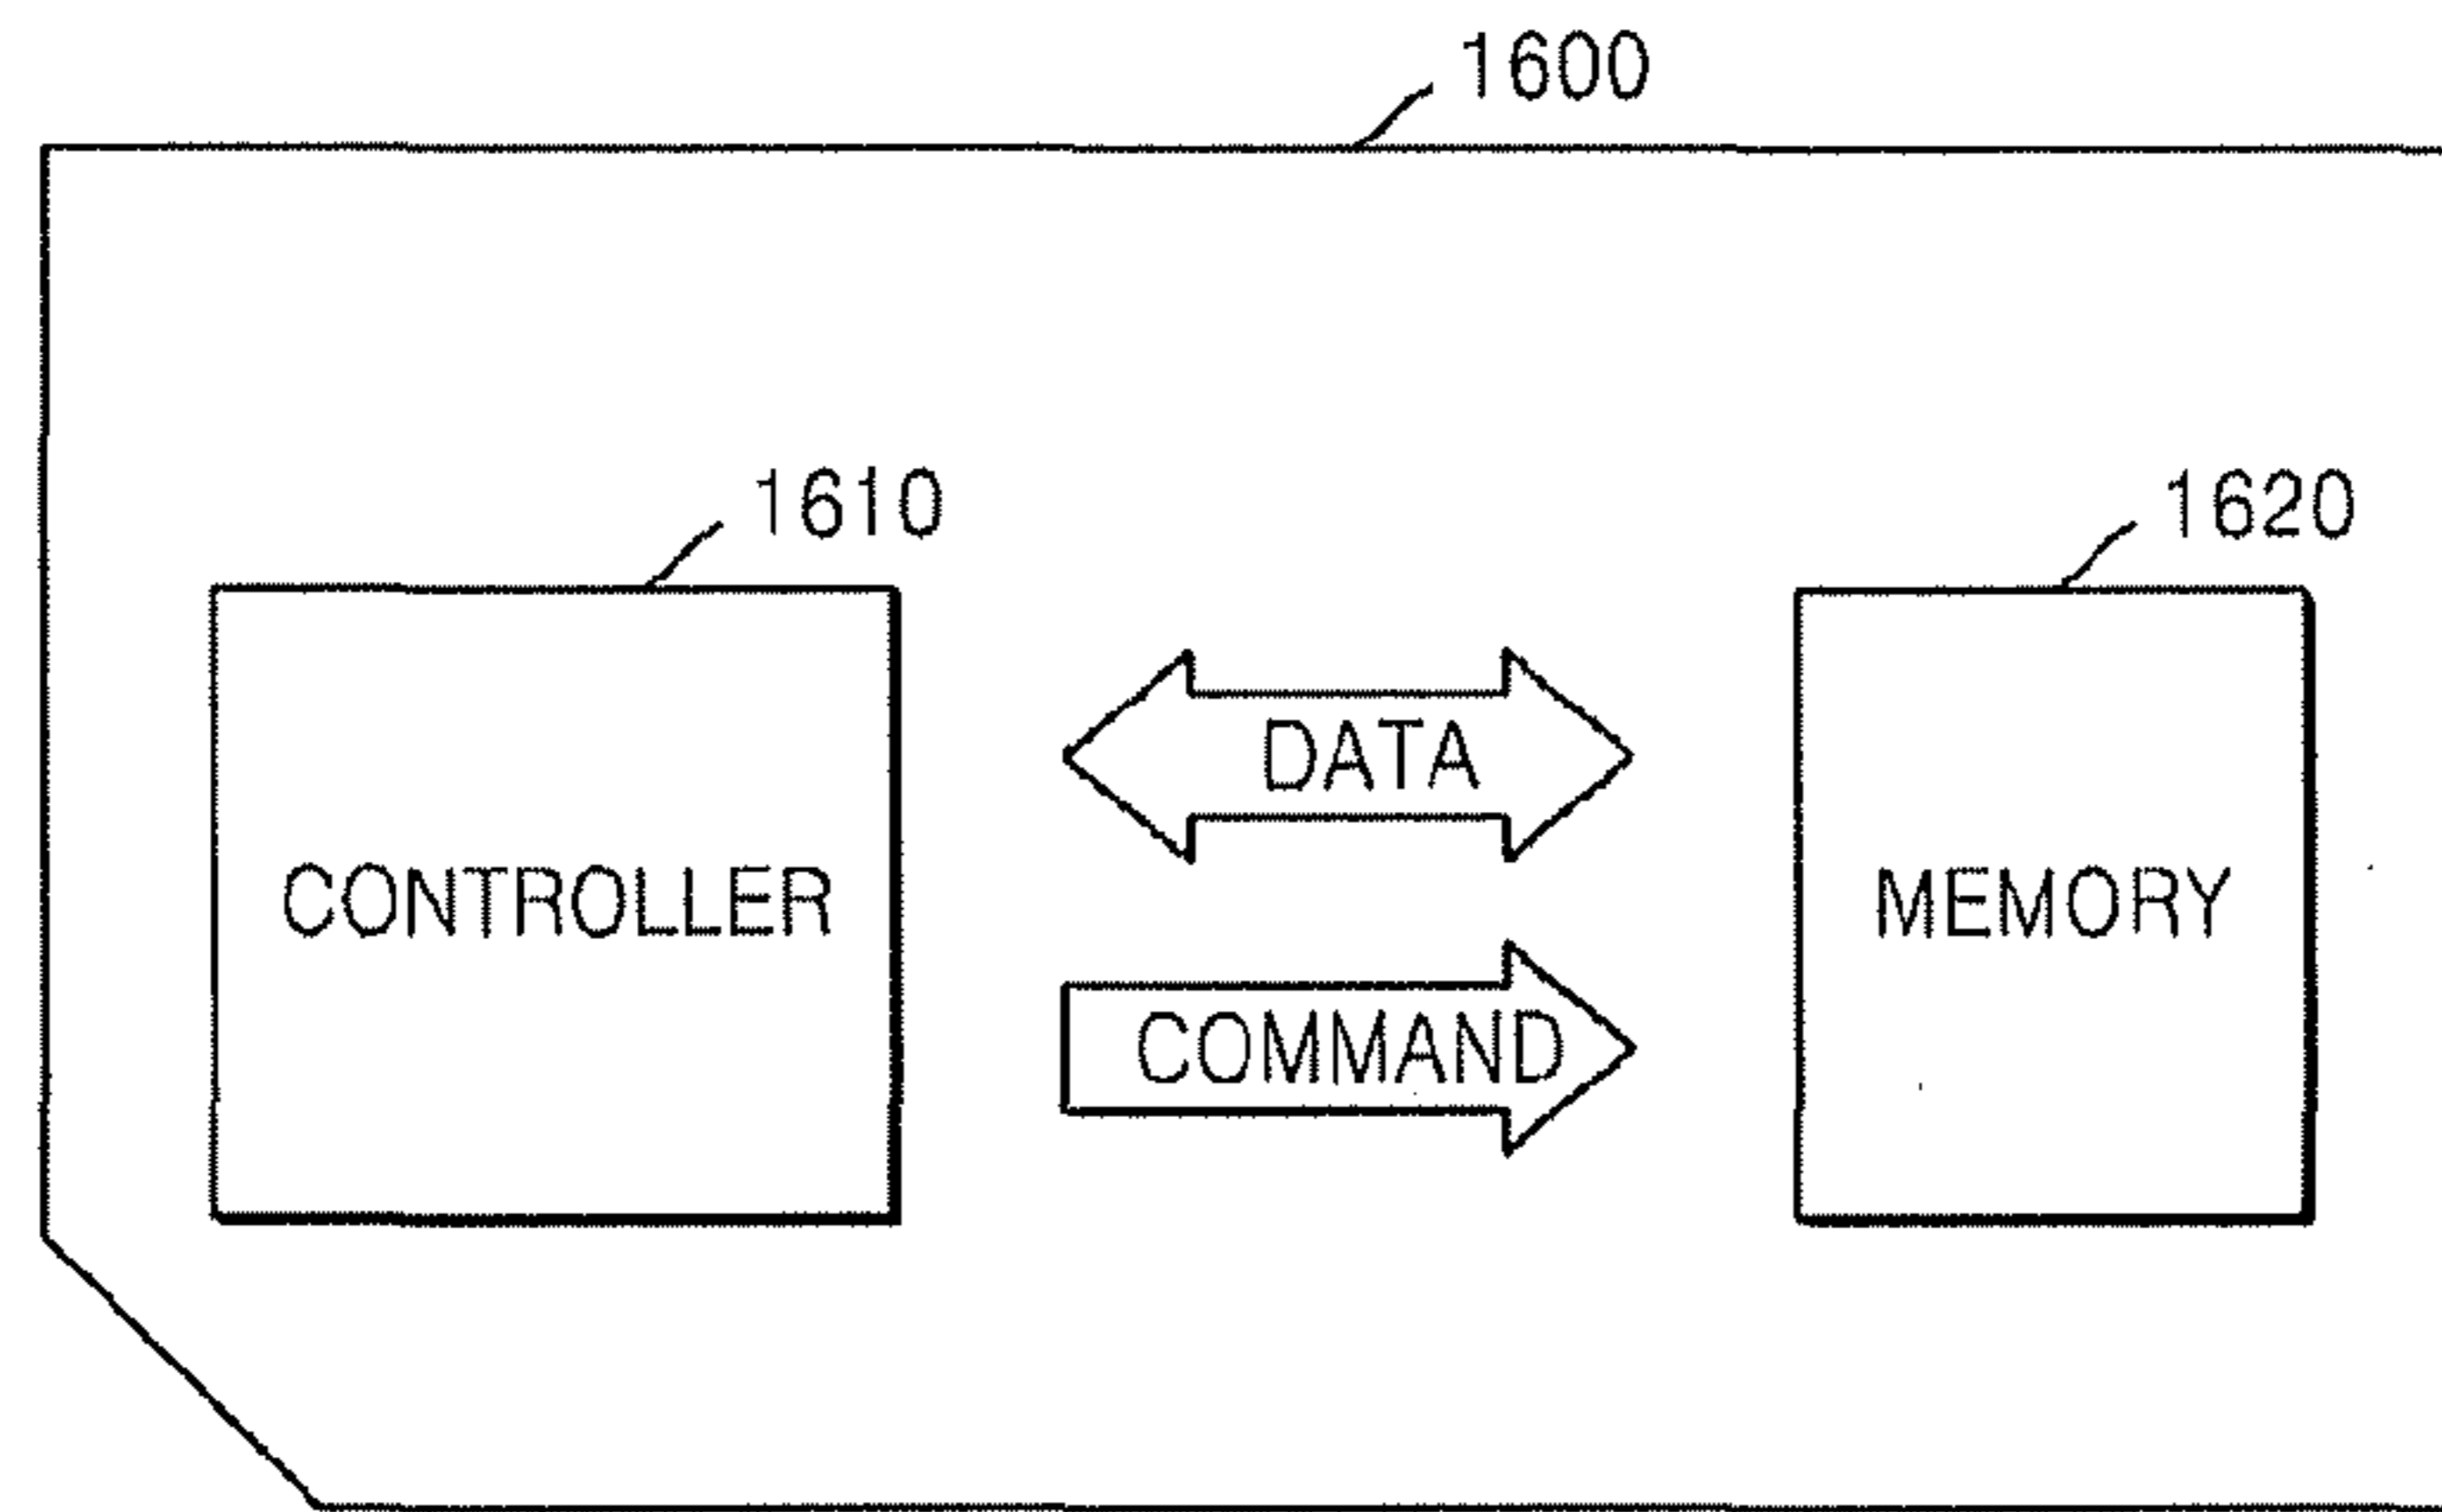 1600
1610
1620
DATA
CONTROLLER
MEMORY
COMMAND